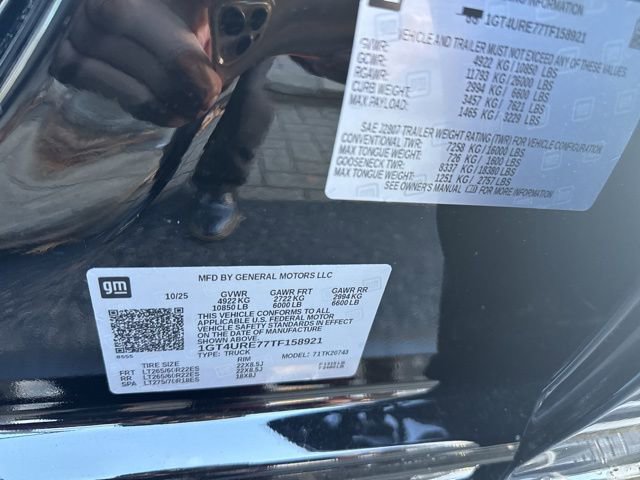 INFORMATION
1GT4URE77TF158921
VEHICLE AND TRAILER MUST NOT EXCEED ANY OF THESE VALUES
GVWR: 4922 KG / 10850 LBS
GCWR: 11793 KG / 26000 LBS
RGAWR: 2994 KG / 6600 LBS
CURB WEIGHT: 3457 KG / 7621 LBS
MAX PAYLOAD: 1465 KG / 3229 LBS
SAE J2807 TRAILER WEIGHT RATING (TWR) FOR VEHICLE CONFIGURATION
CONVENTIONAL TWR: 7258 KG / 16000 LBS
MAX TONGUE WEIGHT: 726 KG / 1600 LBS
GOOSENECK TWR: 8337 KG / 18380 LBS
MAX TONGUE WEIGHT: 1251 KG / 2757 LBS
SEE OWNER'S MANUAL FOR MORE INFORMATION
gm
MFD BY GENERAL MOTORS LLC
10/25 GVWR GAWR FRT GAWR RR
4922 KG 2722 KG 2994 KG
10850 LB 6000 LB 6600 LB
THIS VEHICLE CONFORMS TO ALL
APPLICABLE U.S. FEDERAL MOTOR
VEHICLE SAFETY STANDARDS IN EFFECT
ON THE DATE OF MANUFACTURE
SHOWN ABOVE.
1GT4URE77TF158921
TYPE: TRUCK MODEL: 71TK20743
TIRE SIZE RIM
FRT LT265/60R22ES 22X8.5J
RR LT265/60R22ES 22X8.5J
SPA LT275/70R18ES 18X8J